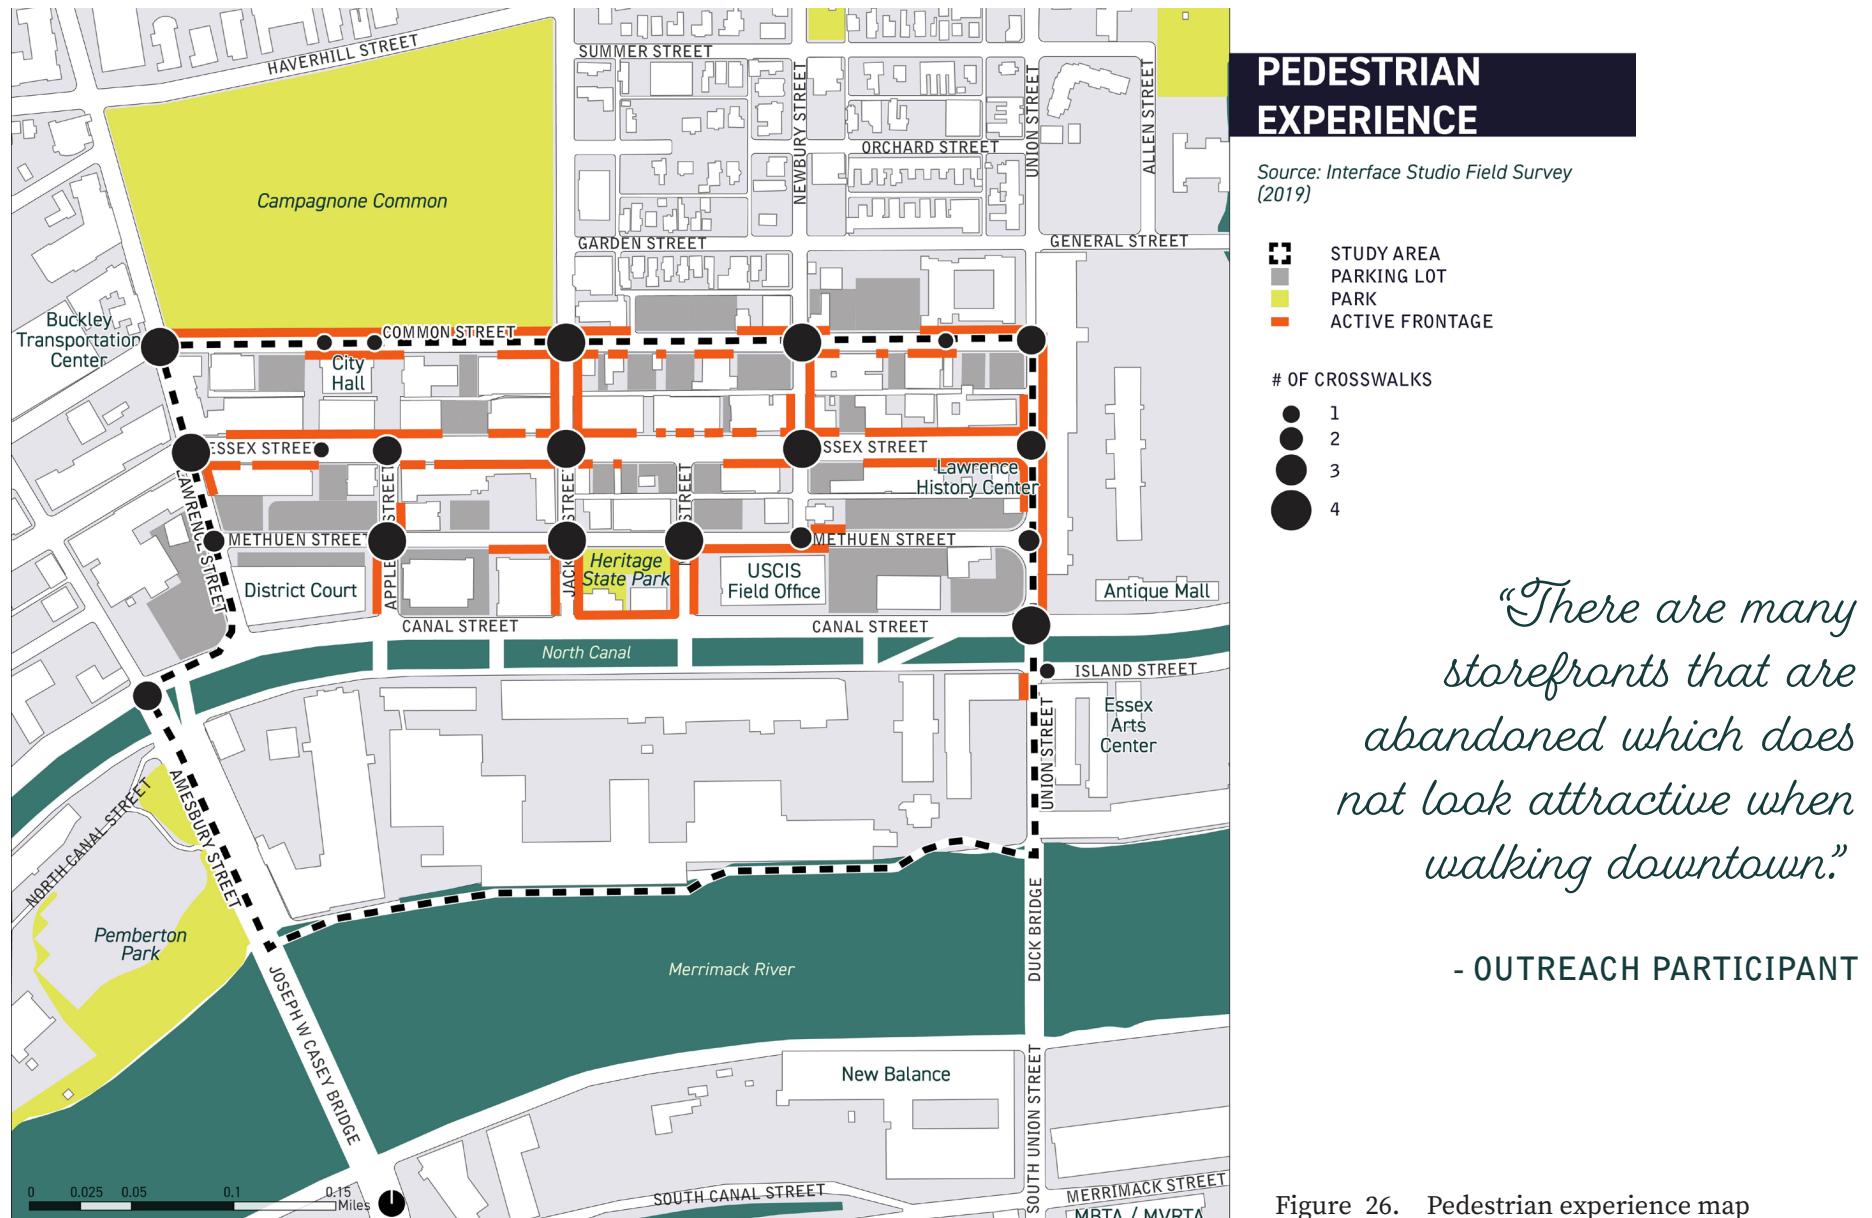 HAVERHILL STREET
SUMMER STREET
NEWBURY STREET
UNION STREET
ALLEN STREET
ORCHARD STREET
Campagnone Common
GARDEN STREET
GENERAL STREET
Buckley
Transportation
Center
COMMON STREET
City
Hall
ESSEX STREE
SSEX STREET
Lawrence
History Center
LAWRENCE STREET
STREET
STREET
STREET
METHUEN STREET
METHUEN STREET
APPLE
JACK
District Court
Heritage
State Park
USCIS
Field Office
Antique Mall
CANAL STREET
CANAL STREET
North Canal
ISLAND STREET
Essex
Arts
Center
UNION STREET
AMESBURY STREET
NORTH CANAL STREET
Pemberton
Park
Merrimack River
DUCK BRIDGE
JOSEPH W CASEY BRIDGE
New Balance
SOUTH UNION STREET
SOUTH CANAL STREET
MERRIMACK STREET
MBTA / MVRTA
0 0.025 0.05 0.1 0.15
Miles
PEDESTRIAN
EXPERIENCE
Source: Interface Studio Field Survey
(2019)
STUDY AREA
PARKING LOT
PARK
ACTIVE FRONTAGE
# OF CROSSWALKS
1
2
3
4
“There are many
storefronts that are
abandoned which does
not look attractive when
walking downtown.”
- OUTREACH PARTICIPANT
Figure 26. Pedestrian experience map